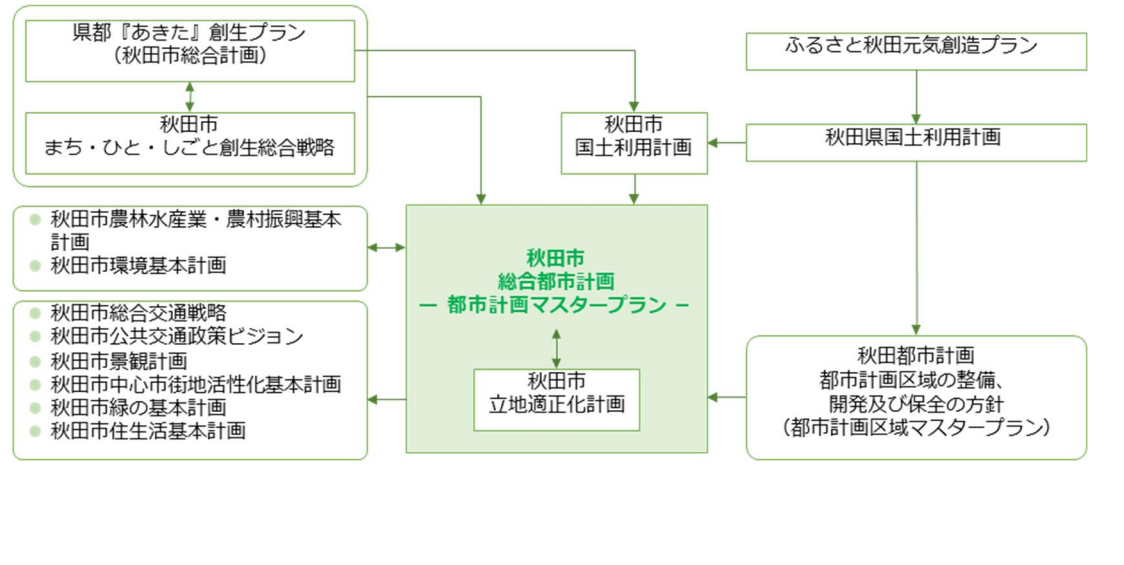 県都『あきた』創生プラン
（秋田市総合計画）
秋田市
まち・ひと・しごと創生総合戦略
秋田市
国土利用計画
ふるさと秋田元気創造プラン
秋田県国土利用計画
秋田市農林水産業・農村振興基本
計画
秋田市環境基本計画
秋田市総合交通戦略
秋田市公共交通政策ビジョン
秋田市景観計画
秋田市中心市街地活性化基本計画
秋田市緑の基本計画
秋田市住生活基本計画
秋田市
総合都市計画
ー 都市計画マスタープラン −
秋田市
立地適正化計画
秋田都市計画
都市計画区域の整備、
開発及び保全の方針
（都市計画区域マスタープラン）